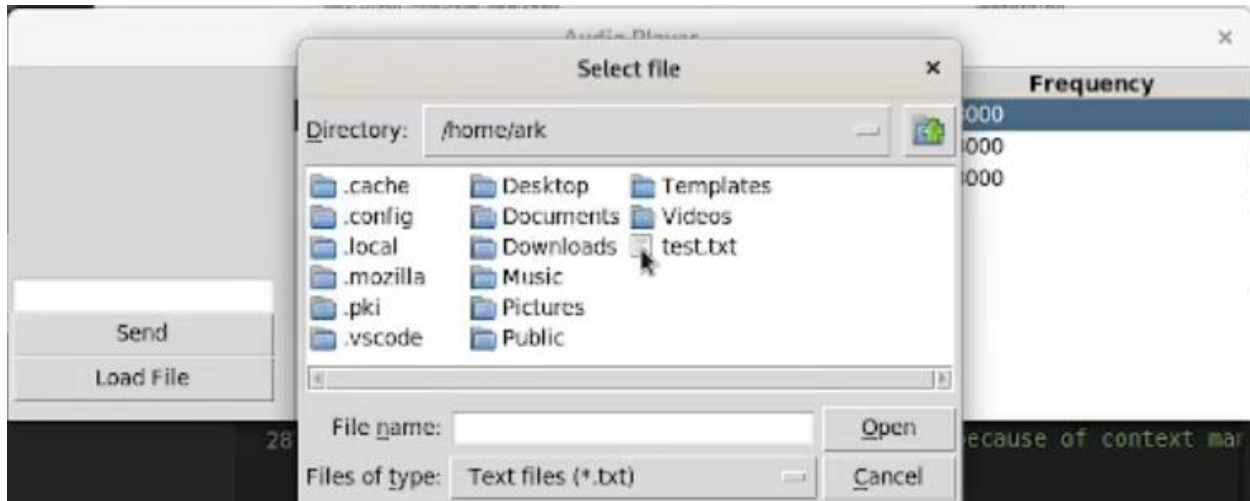 Audio Player
Select file
Frequency
Directory: /home/ark
000
000
000
.cache Desktop Templates
.config Documents Videos
.local Downloads test.txt
.mozilla Music
.pki Pictures
.vscode Public
Send
Load File
File name: Open
28 ecause of context mar
Files of type: Text files (*.txt) Cancel